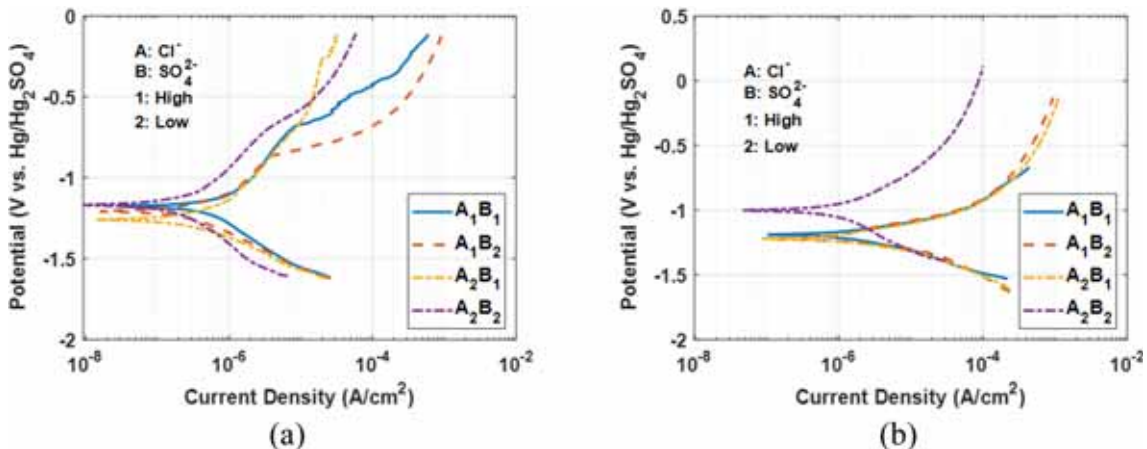 0
-0.5
-1
-1.5
-2
Potential (V vs. Hg/Hg₂SO₄)
A: Cl⁻
B: SO₄²⁻
1: High
2: Low
A₁B₁
A₁B₂
A₂B₁
A₂B₂
10⁻⁸ 10⁻⁶ 10⁻⁴ 10⁻²
Current Density (A/cm²)
(a)
0.5
0
-0.5
-1
-1.5
-2
Potential (V vs. Hg/Hg₂SO₄)
A: Cl⁻
B: SO₄²⁻
1: High
2: Low
A₁B₁
A₁B₂
A₂B₁
A₂B₂
10⁻⁸ 10⁻⁶ 10⁻⁴ 10⁻²
Current Density (A/cm²)
(b)